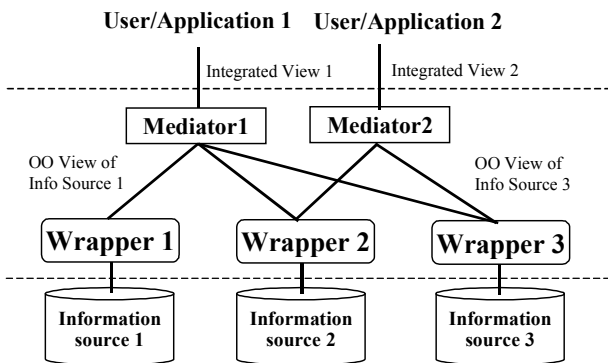 User/Application 1 User/Application 2
Integrated View 1
Integrated View 2
Mediator1
Mediator2
OO View of
Info Source 1
OO View of
Info Source 3
Wrapper 1
Wrapper 2
Wrapper 3
Information
source 1
Information
source 2
Information
source 3